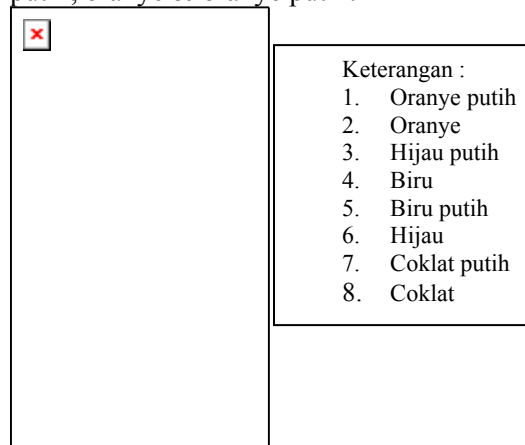 Keterangan :
1. Oranye putih
2. Oranye
3. Hijau putih
4. Biru
5. Biru putih
6. Hijau
7. Coklat putih
8. Coklat